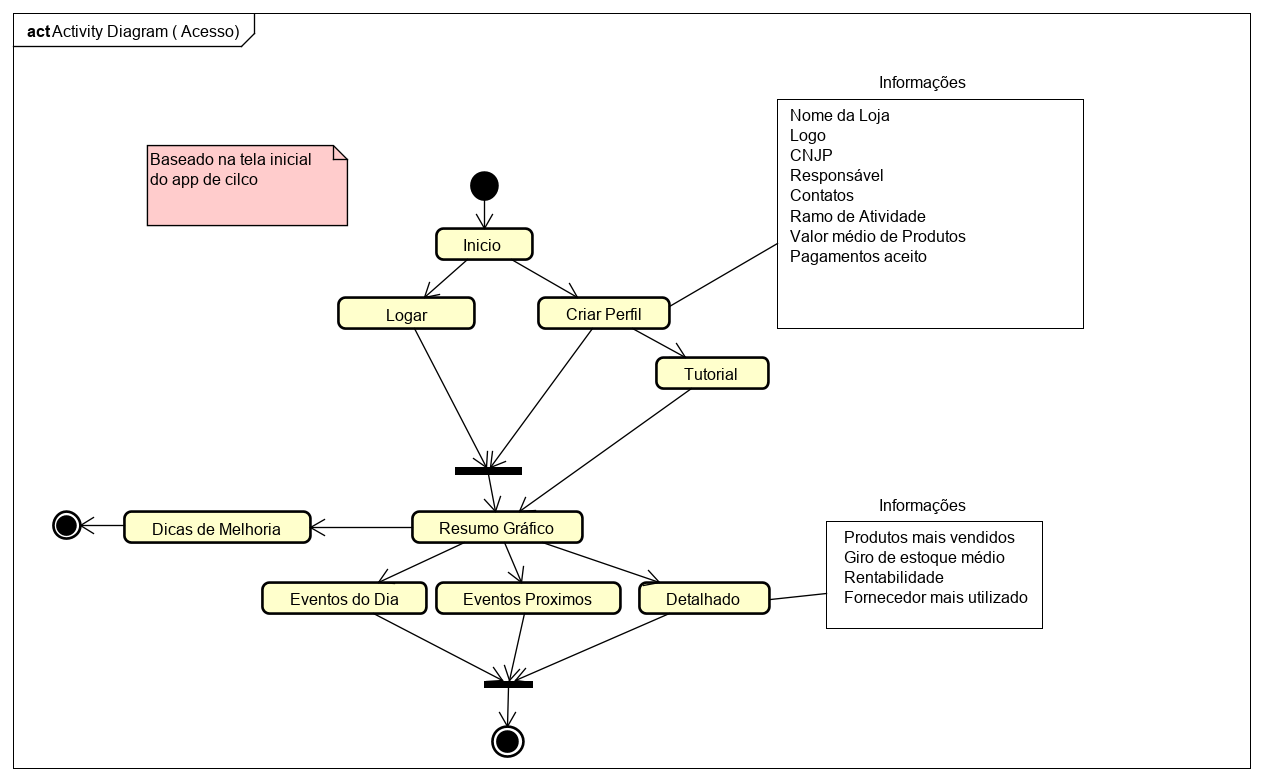 act Activity Diagram ( Acesso)
Informações
Nome da Loja
Logo
CNJP
Responsável
Contatos
Ramo de Atividade
Valor médio de Produtos
Pagamentos aceito
Baseado na tela inicial
do app de cilco
Inicio
Logar
Criar Perfil
Tutorial
Dicas de Melhoria
Resumo Gráfico
Informações
Produtos mais vendidos
Giro de estoque médio
Rentabilidade
Fornecedor mais utilizado
Eventos do Dia
Eventos Proximos
Detalhado